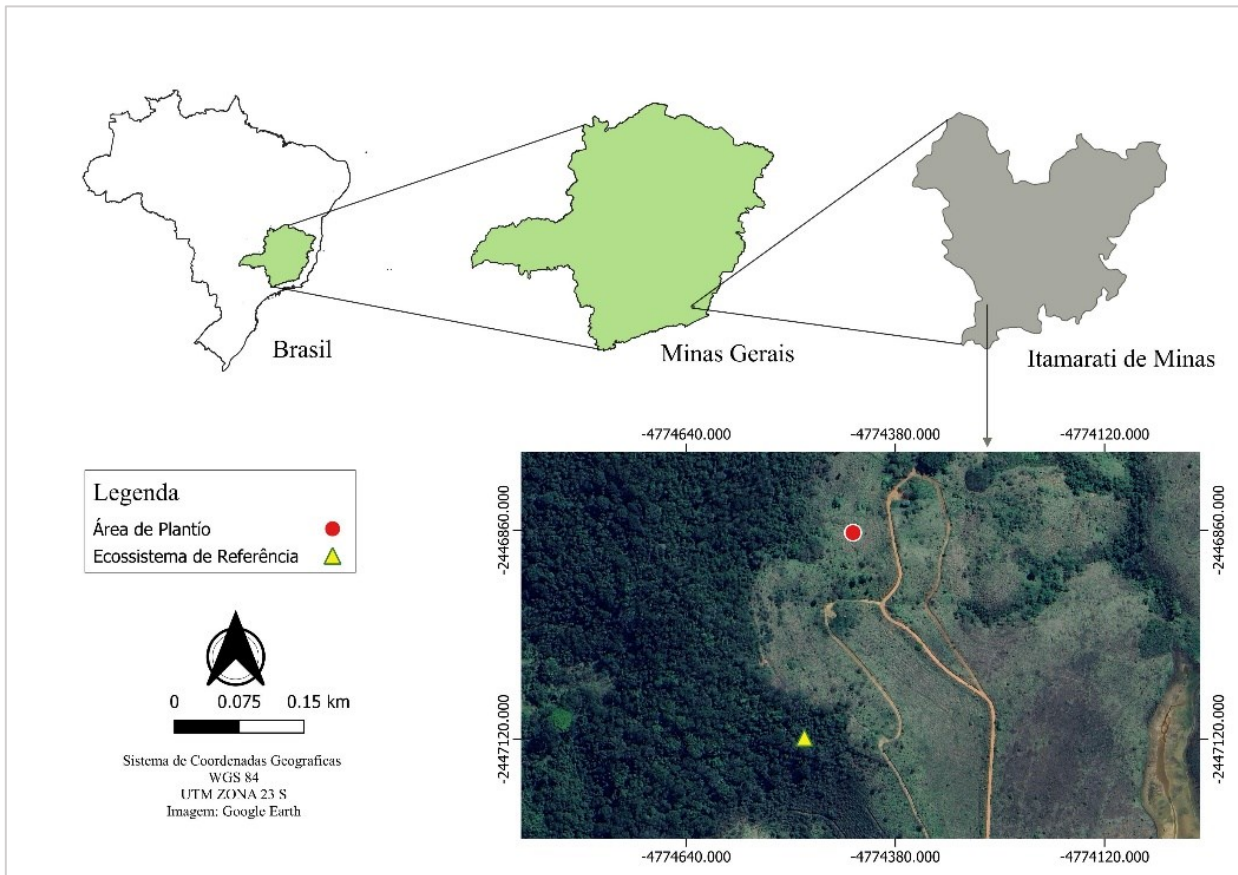 Brasil
Minas Gerais
Itamarati de Minas
-4774640.000
-4774380.000
-4774120.000
-2446860.000
-2447120.000
-2446860.000
-2447120.000
-4774640.000
-4774380.000
-4774120.000
Legenda
Área de Plantío
Ecossistema de Referência
0 0.075 0.15 km
Sistema de Coordenadas Geograficas
WGS 84
UTM ZONA 23 S
Imagem: Google Earth